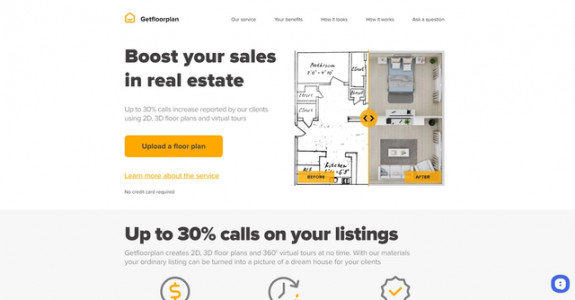 Getfloorplan
Our service
Your benefits
How it looks
How it works
Ask a question
Boost your sales
in real estate
Up to 30% calls increase reported by our clients
using 2D, 3D floor plans and virtual tours
Upload a floor plan
Learn more about the service
No credit card required
Bathroom
Closet
Closet
Closet
Kitchen
BEFORE
AFTER
Up to 30% calls on your listings
Getfloorplan creates 2D, 3D floor plans and 360° virtual tours at no time. With our materials
your ordinary listing can be turned into a picture of a dream house for your clients